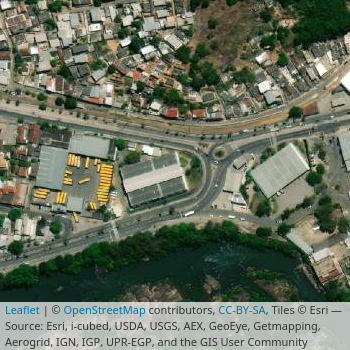 Leaflet | © OpenStreetMap contributors, CC-BY-SA, Tiles © Esri —
Source: Esri, i-cubed, USDA, USGS, AEX, GeoEye, Getmapping,
Aerogrid, IGN, IGP, UPR-EGP, and the GIS User Community